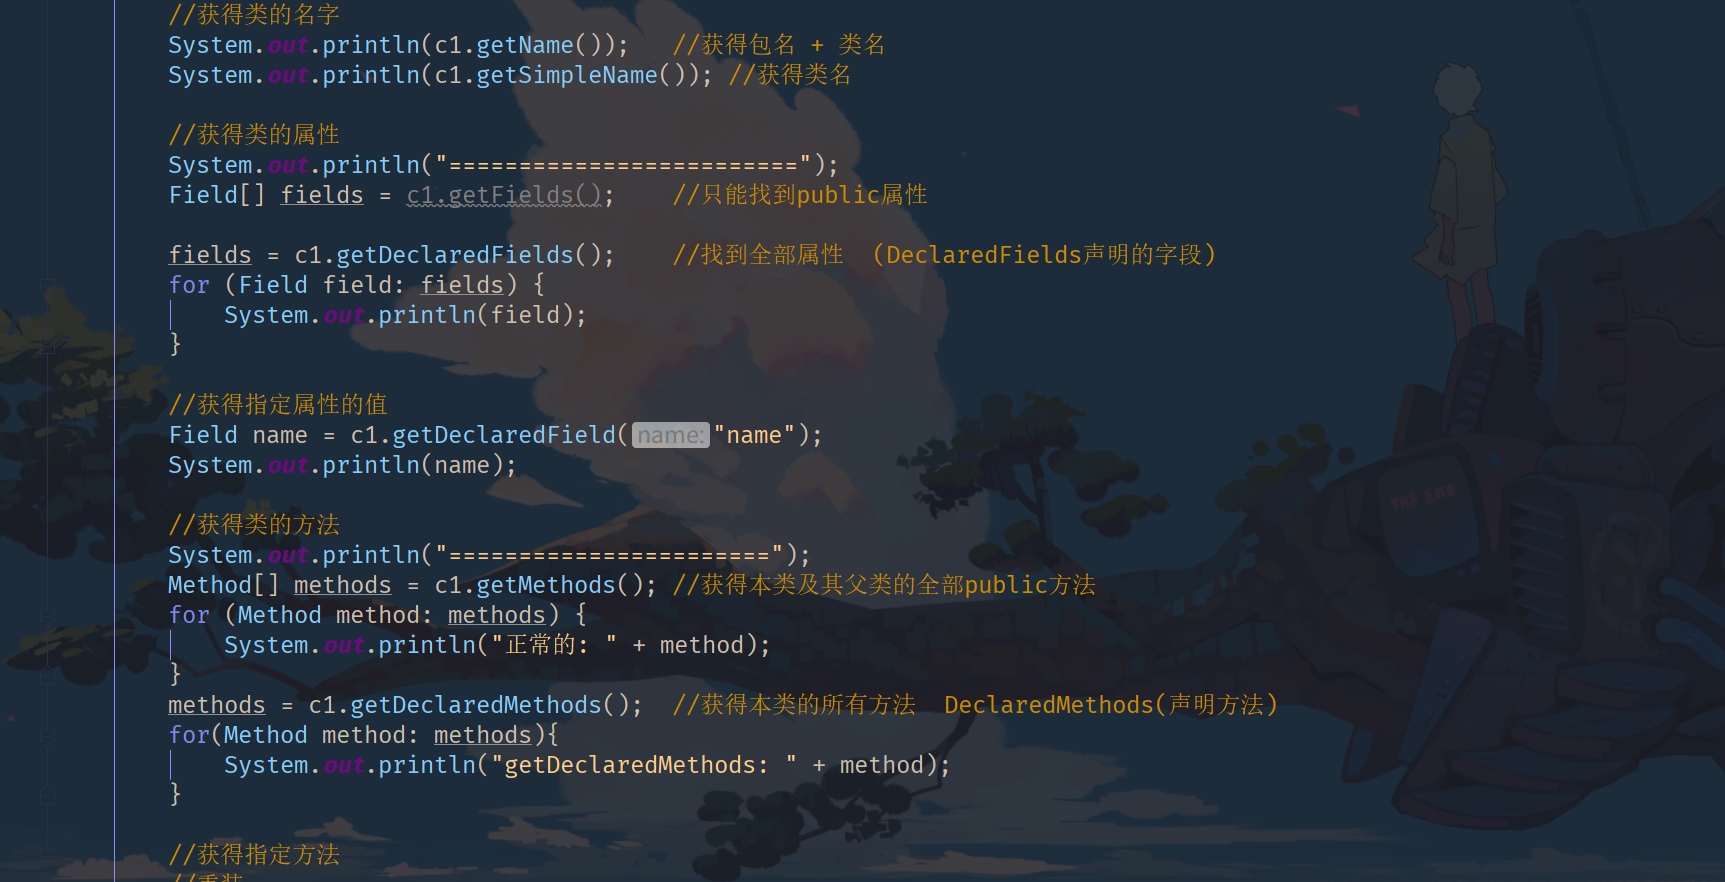 //获得类的名字
System.out.println(c1.getName());   //获得包名 + 类名
System.out.println(c1.getSimpleName()); //获得类名
//获得类的属性
System.out.println("=========================");
Field[] fields = c1.getFields();    //只能找到public属性
fields = c1.getDeclaredFields();    //找到全部属性 （DeclaredFields声明的字段）
for (Field field: fields) {
    System.out.println(field);
}
//获得指定属性的值
Field name = c1.getDeclaredField(name: "name");
System.out.println(name);
//获得类的方法
System.out.println("=======================");
Method[] methods = c1.getMethods(); //获得本类及其父类的全部public方法
for (Method method: methods) {
    System.out.println("正常的: " + method);
}
methods = c1.getDeclaredMethods();  //获得本类的所有方法  DeclaredMethods(声明方法)
for(Method method: methods){
    System.out.println("getDeclaredMethods: " + method);
}
//获得指定方法
THE END